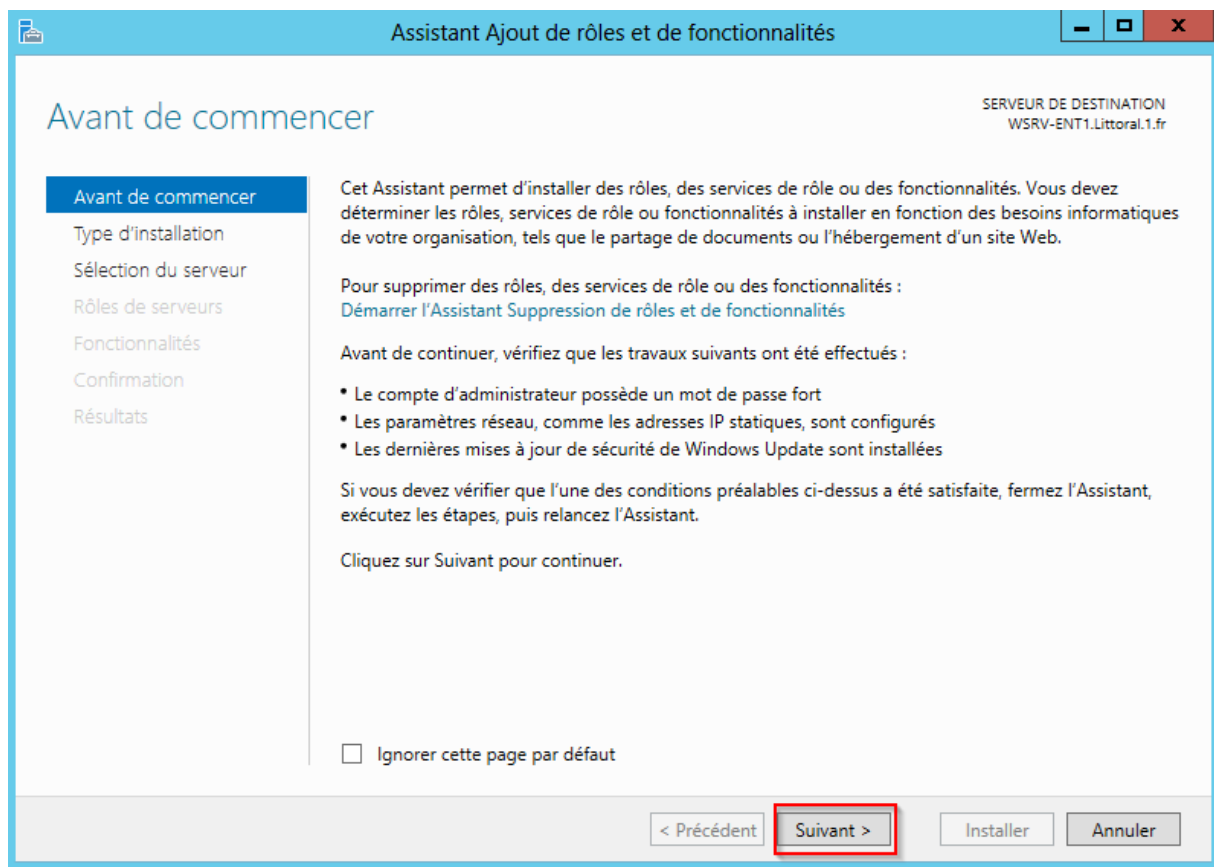 Assistant Ajout de rôles et de fonctionnalités
Avant de commencer
SERVEUR DE DESTINATION
WSRV-ENT1.Littoral.1.fr
Avant de commencer
Type d'installation
Sélection du serveur
Rôles de serveurs
Fonctionnalités
Confirmation
Résultats
Cet Assistant permet d'installer des rôles, des services de rôle ou des fonctionnalités. Vous devez
déterminer les rôles, services de rôle ou fonctionnalités à installer en fonction des besoins informatiques
de votre organisation, tels que le partage de documents ou l'hébergement d'un site Web.
Pour supprimer des rôles, des services de rôle ou des fonctionnalités :
Démarrer l'Assistant Suppression de rôles et de fonctionnalités
Avant de continuer, vérifiez que les travaux suivants ont été effectués :
• Le compte d'administrateur possède un mot de passe fort
• Les paramètres réseau, comme les adresses IP statiques, sont configurés
• Les dernières mises à jour de sécurité de Windows Update sont installées
Si vous devez vérifier que l'une des conditions préalables ci-dessus a été satisfaite, fermez l'Assistant,
exécutez les étapes, puis relancez l'Assistant.
Cliquez sur Suivant pour continuer.
Ignorer cette page par défaut
< Précédent
Suivant >
Installer
Annuler